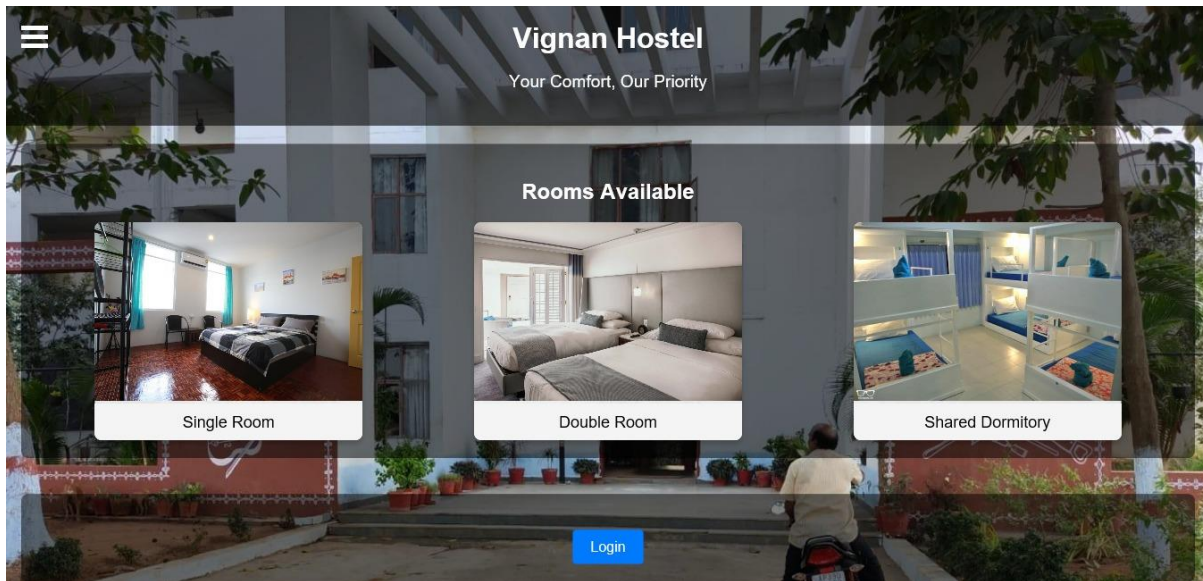 Vignan Hostel
Your Comfort, Our Priority
Rooms Available
Single Room
Double Room
Shared Dormitory
Login